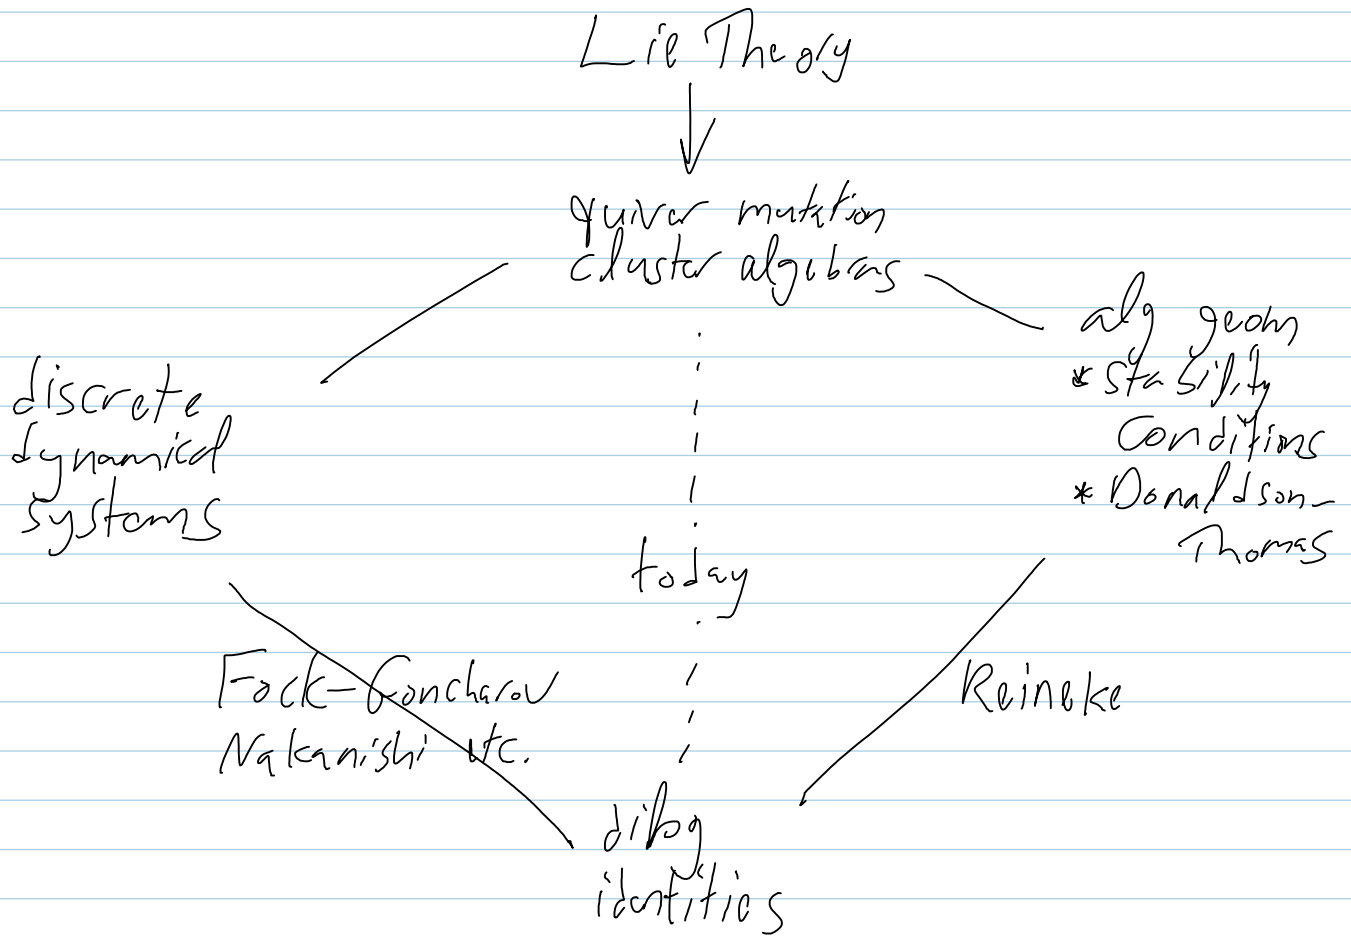 Lie Theory
quiver mutation
cluster algebras
alg geom
* Stability
Conditions
* Donaldson-
Thomas
discrete
dynamical
systems
today
Fock-Goncharov
Nakanishi etc.
Reineke
dilog
identities